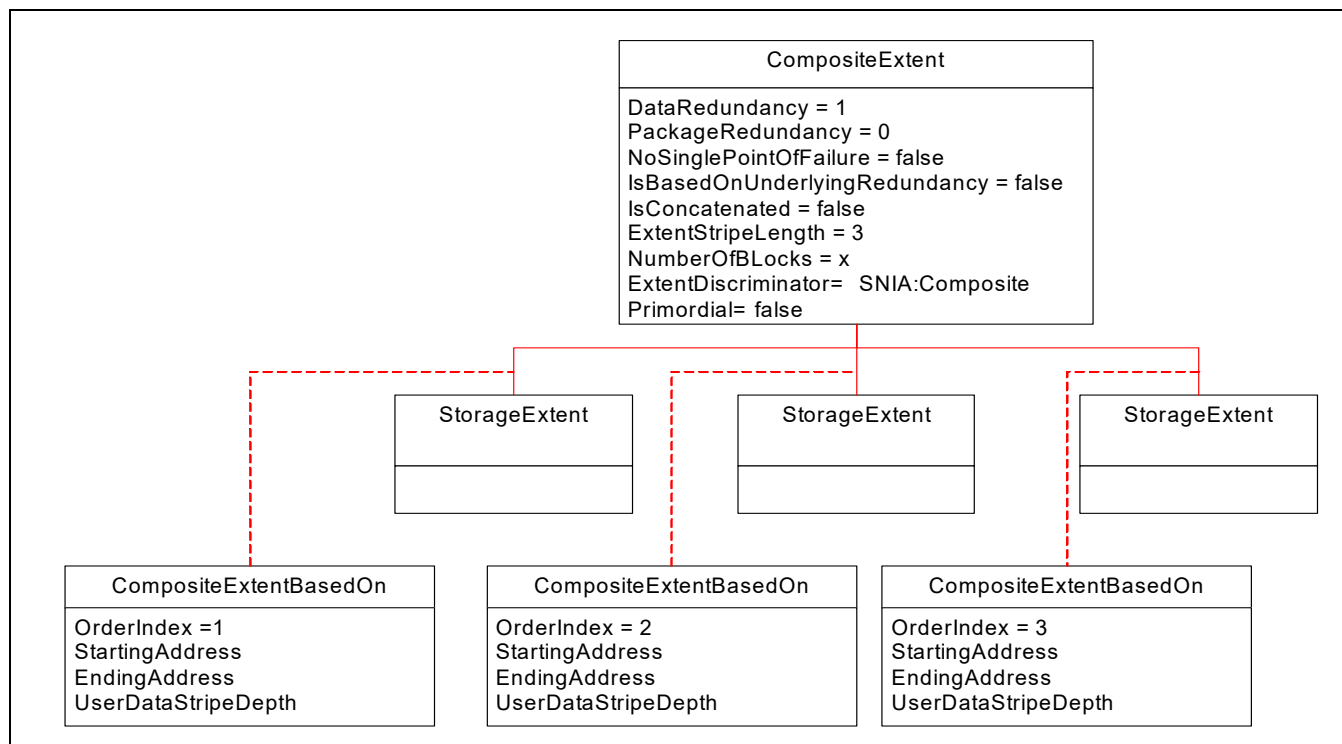 CompositeExtent
DataRedundancy = 1
PackageRedundancy = 0
NoSinglePointOfFailure = false
IsBasedOnUnderlyingRedundancy = false
IsConcatenated = false
ExtentStripeLength = 3
NumberOfBLocks = x
ExtentDiscriminator= SNIA:Composite
Primordial= false
StorageExtent
StorageExtent
StorageExtent
CompositeExtentBasedOn
OrderIndex =1
StartingAddress
EndingAddress
UserDataStripeDepth
CompositeExtentBasedOn
OrderIndex = 2
StartingAddress
EndingAddress
UserDataStripeDepth
CompositeExtentBasedOn
OrderIndex = 3
StartingAddress
EndingAddress
UserDataStripeDepth